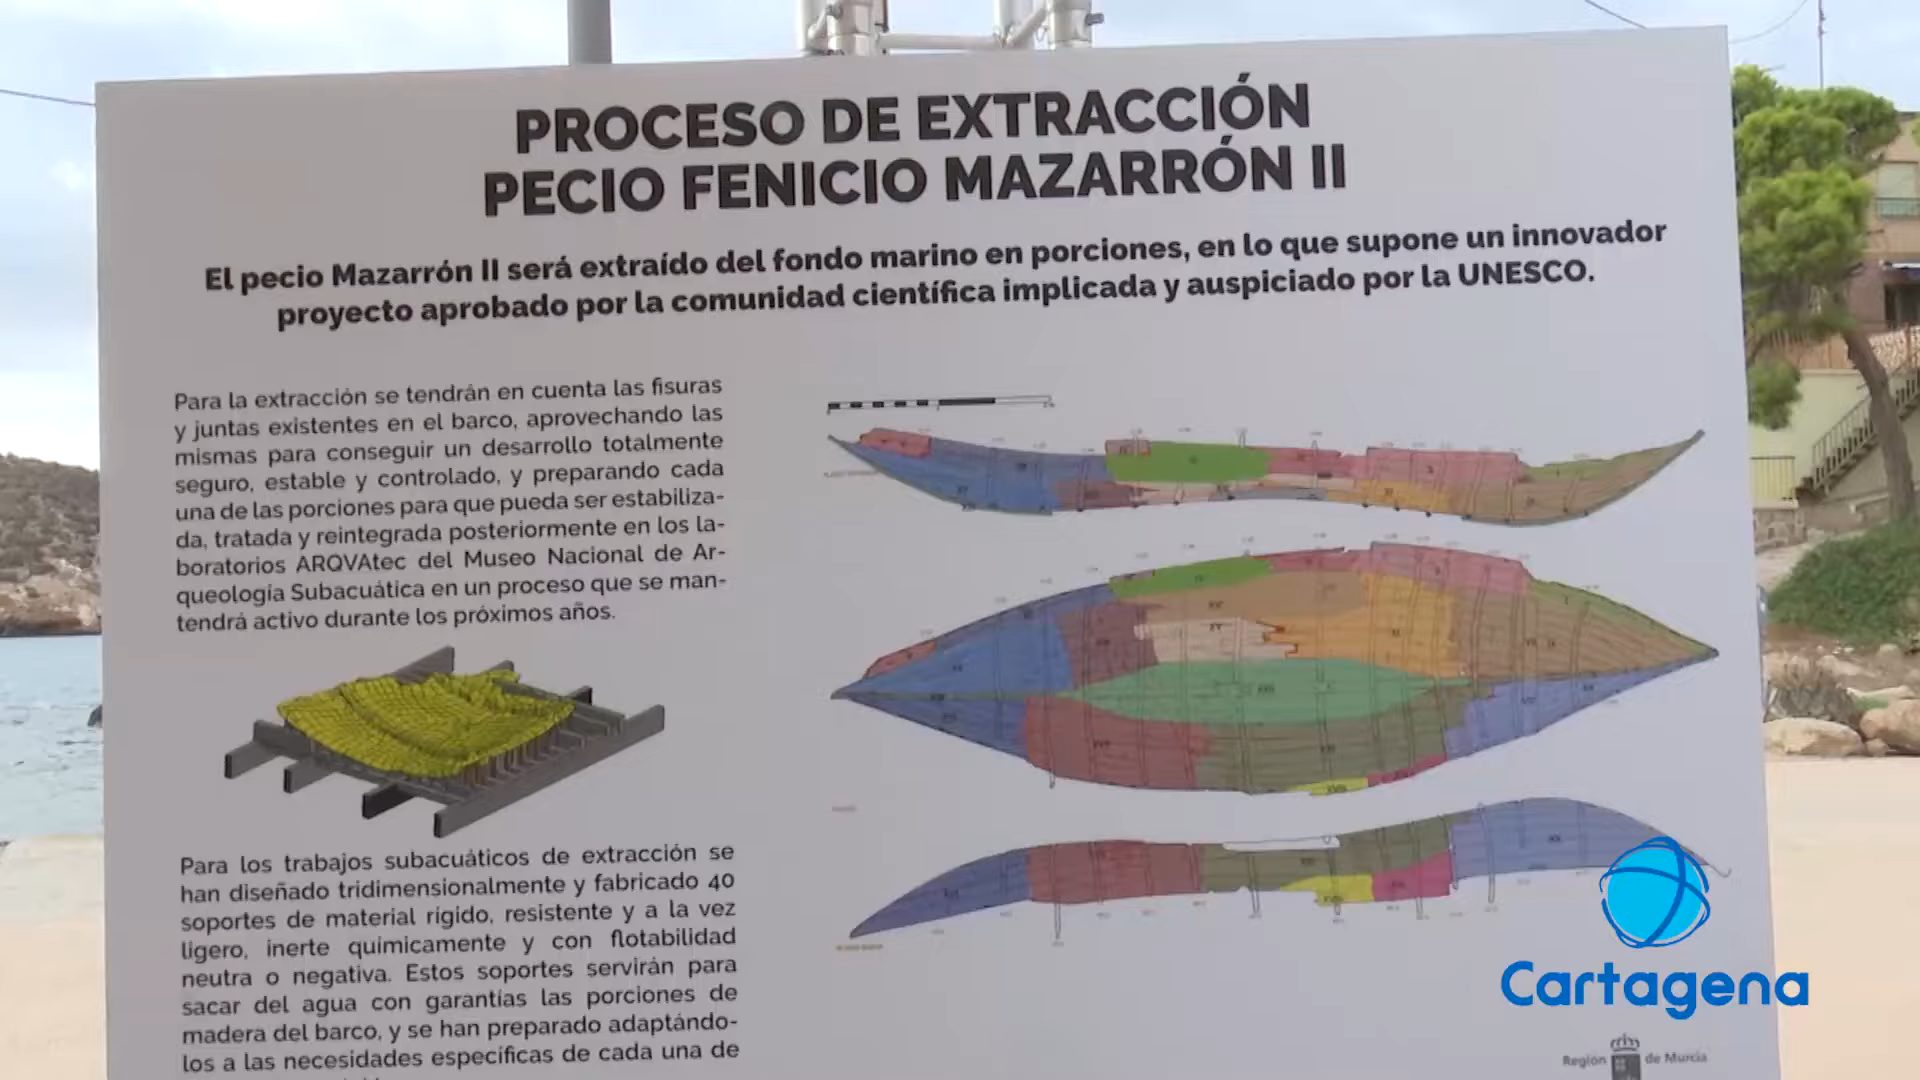 PROCESO DE EXTRACCIÓN
PECIO FENICIO MAZARRÓN II
El pecio Mazarrón II será extraído del fondo marino en porciones, en lo que supone un innovador
proyecto aprobado por la comunidad científica implicada y auspiciado por la UNESCO.
Para la extracción se tendrán en cuenta las fisuras
y juntas existentes en el barco, aprovechando las
mismas para conseguir un desarrollo totalmente
seguro, estable y controlado, y preparando cada
una de las porciones para que pueda ser estabiliza-
da, tratada y reintegrada posteriormente en los la-
boratorios ARQVAtec del Museo Nacional de Ar-
queología Subacuática en un proceso que se man-
tendrá activo durante los próximos años.
Para los trabajos subacuáticos de extracción se
han diseñado tridimensionalmente y fabricado 40
soportes de material rígido, resistente y a la vez
ligero, inerte químicamente y con flotabilidad
neutra o negativa. Estos soportes servirán para
sacar del agua con garantías las porciones de
madera del barco, y se han preparado adaptándo-
los a las necesidades específicas de cada una de
Cartagena
Región de Murcia